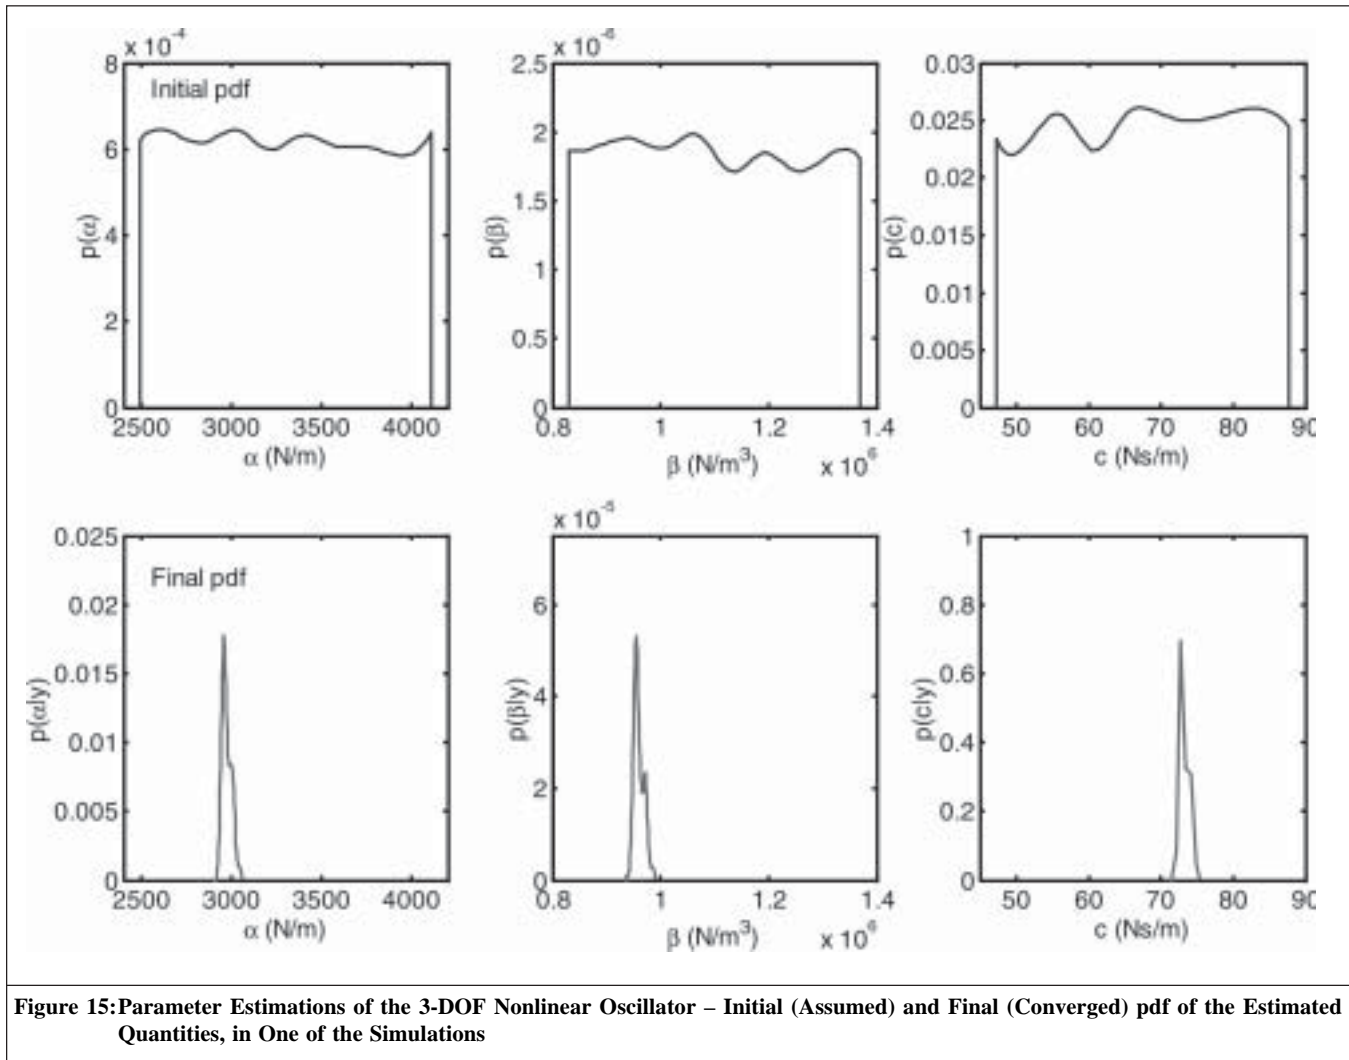 x 10⁻⁴
8
6
4
2
0
Initial pdf
p(α)
2500 3000 3500 4000
α (N/m)
x 10⁻⁶
2.5
2
1.5
1
0.5
0
p(β)
0.8 1 1.2 1.4
β (N/m³) x 10⁶
0.03
0.025
0.02
0.015
0.01
0.005
0
p(c)
50 60 70 80 90
c (Ns/m)
0.025
0.02
0.015
0.01
0.005
0
Final pdf
p(α|y)
2500 3000 3500 4000
α (N/m)
x 10⁻⁵
6
4
2
0
p(β|y)
0.8 1 1.2 1.4
β (N/m³) x 10⁶
1
0.8
0.6
0.4
0.2
0
p(c|y)
50 60 70 80 90
c (Ns/m)
Figure 15:Parameter Estimations of the 3-DOF Nonlinear Oscillator – Initial (Assumed) and Final (Converged) pdf of the Estimated
Quantities, in One of the Simulations